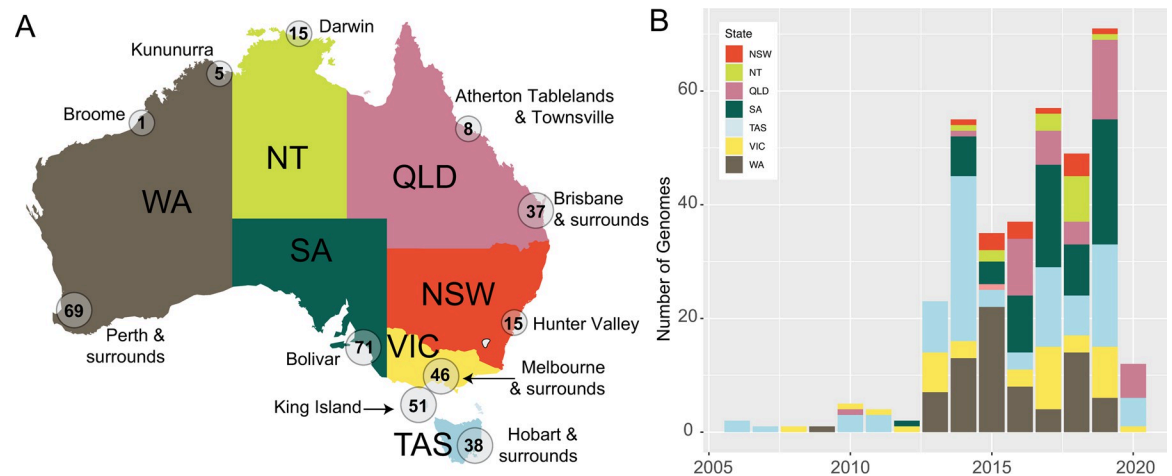 A
15 Darwin
Kununurra
5
Broome
1
Atherton Tablelands
& Townsville
8
NT
QLD
WA
Brisbane
& surrounds
37
SA
NSW
69
Perth &
surrounds
15 Hunter Valley
Bolivar
71
VIC
46
Melbourne
& surrounds
King Island
51
TAS
38
Hobart &
surrounds
B
State
NSW
NT
QLD
SA
TAS
VIC
WA
Number of Genomes
60
40
20
0
2005
2010
2015
2020